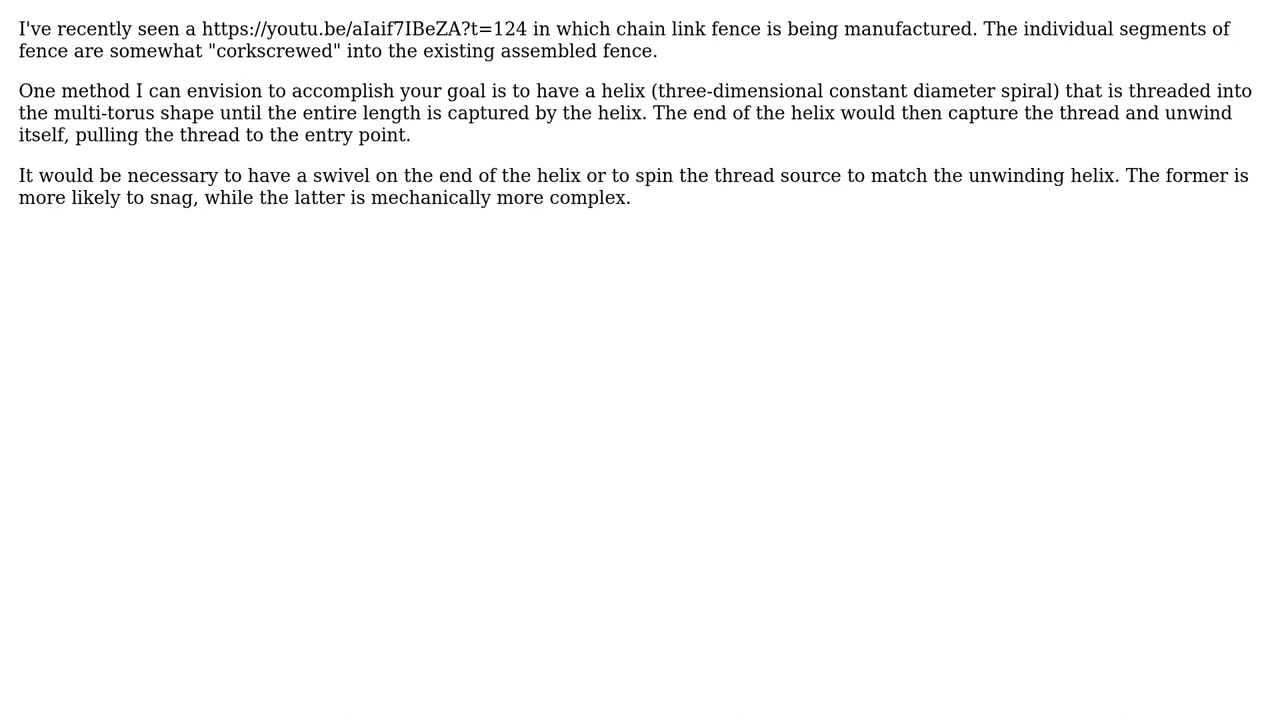 I've recently seen a https://youtu.be/aIaif7IBeZA?t=124 in which chain link fence is being manufactured. The individual segments of
fence are somewhat "corkscrewed" into the existing assembled fence.
One method I can envision to accomplish your goal is to have a helix (three-dimensional constant diameter spiral) that is threaded into
the multi-torus shape until the entire length is captured by the helix. The end of the helix would then capture the thread and unwind
itself, pulling the thread to the entry point.
It would be necessary to have a swivel on the end of the helix or to spin the thread source to match the unwinding helix. The former is
more likely to snag, while the latter is mechanically more complex.